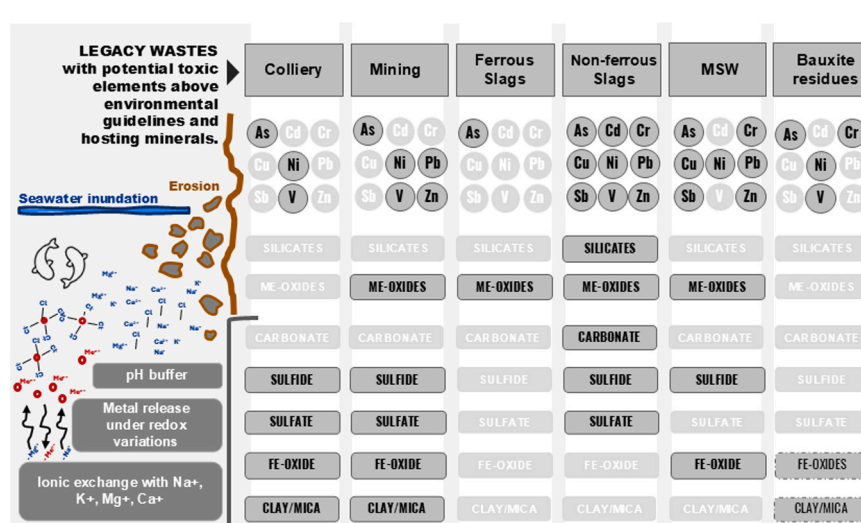 LEGACY WASTES
with potential toxic
elements above
environmental
guidelines and
hosting minerals.
Colliery
Mining
Ferrous
Slags
Non-ferrous
Slags
MSW
Bauxite
residues
As Cd Cr
Cu Ni Pb
Sb V Zn
As Cd Cr
Cu Ni Pb
Sb V Zn
As Cd Cr
Cu Ni Pb
Sb V Zn
As Cd Cr
Cu Ni Pb
Sb V Zn
As Cd Cr
Cu Ni Pb
Sb V Zn
As Cd Cr
Cu Ni Pb
Sb V Zn
Erosion
Seawater inundation
SILICATES SILICATES SILICATES SILICATES SILICATES SILICATES
ME-OXIDES ME-OXIDES ME-OXIDES ME-OXIDES ME-OXIDES ME-OXIDES
CARBONATE CARBONATE CARBONATE CARBONATE CARBONATE CARBONATE
SULFIDE SULFIDE SULFIDE SULFIDE SULFIDE SULFIDE
SULFATE SULFATE SULFATE SULFATE SULFATE SULFATE
FE-OXIDE FE-OXIDE FE-OXIDE FE-OXIDE FE-OXIDE FE-OXIDES
CLAY/MICA CLAY/MICA CLAY/MICA CLAY/MICA CLAY/MICA CLAY/MICA
pH buffer
Metal release
under redox
variations
Ionic exchange with Na+,
K+, Mg+, Ca+